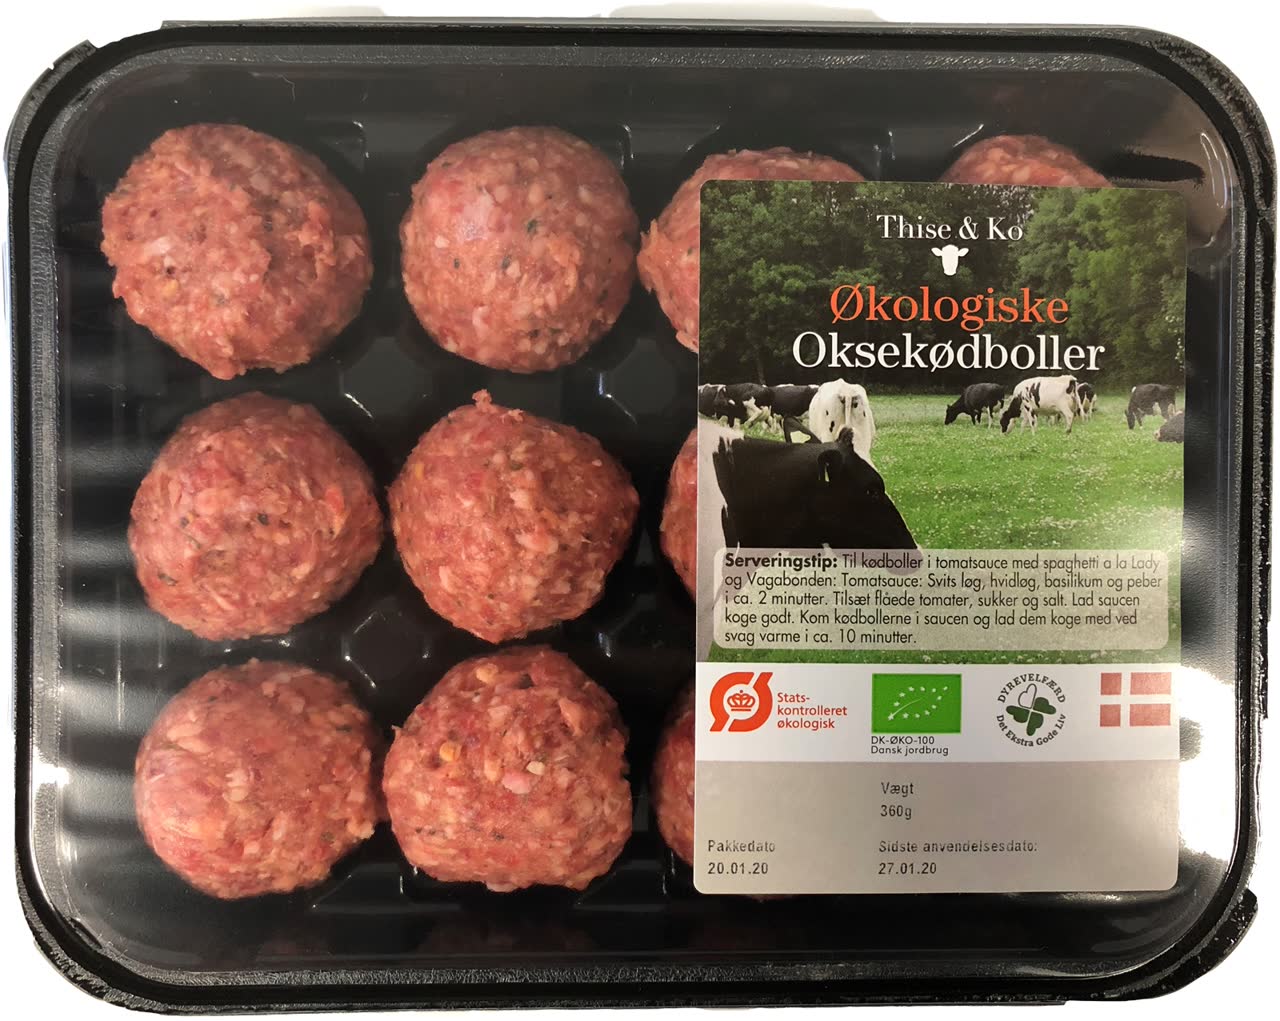 Thise & Ko
Økologiske
Oksekødboller
Serveringstip: Til kødboller i tomatsauce med spaghetti a la Lady
og Vagabonden: Tomatsauce: Svits løg, hvidløg, basilikum og peber
i ca. 2 minutter. Tilsæt flåede tomater, sukker og salt. Lad saucen
koge godt. Kom kødbollerne i saucen og lad dem koge med ved
svag varme i ca. 10 minutter.
Ø
Stats-
kontrolleret
økologisk
DK-ØKO-100
Dansk jordbrug
DYREVELFÆRD
Det Ekstra Gode Liv
Vægt
360g
Pakkedato
20.01.20
Sidste anvendelsesdato:
27.01.20